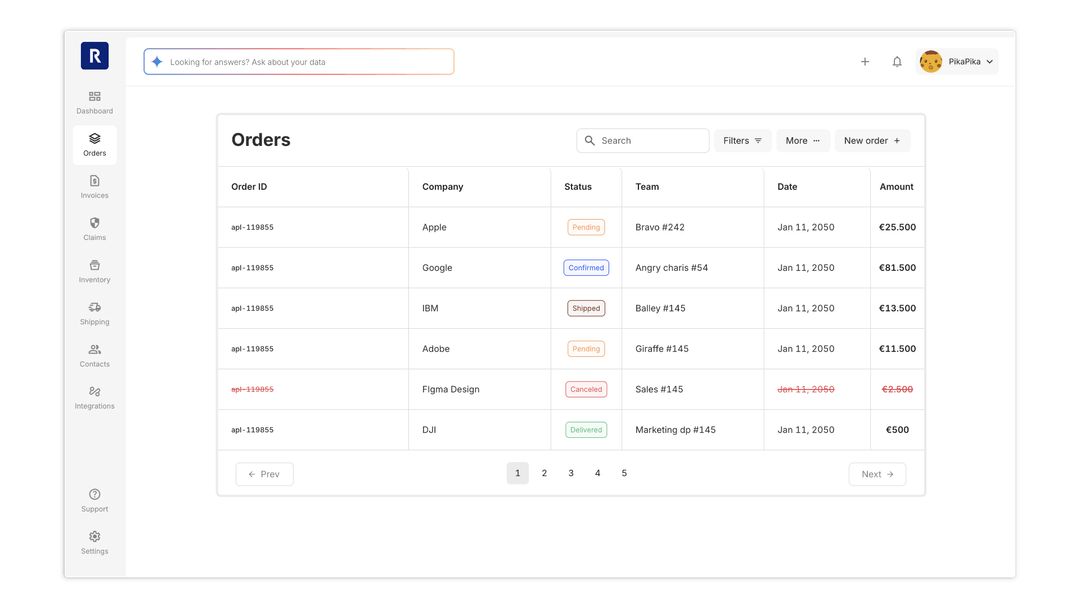 R
Looking for answers? Ask about your data
PikaPika
Dashboard
Orders
Invoices
Claims
Inventory
Shipping
Contacts
Integrations
Support
Settings
Orders
Search
Filters
More
New order +
Order ID Company Status Team Date Amount
apl-119855 Apple Pending Bravo #242 Jan 11, 2050 €25.500
apl-119855 Google Confirmed Angry charis #54 Jan 11, 2050 €81.500
apl-119855 IBM Shipped Balley #145 Jan 11, 2050 €13.500
apl-119855 Adobe Pending Giraffe #145 Jan 11, 2050 €11.500
apl-119855 FIgma Design Canceled Sales #145 Jan 11, 2050 €2.500
apl-119855 DJI Delivered Marketing dp #145 Jan 11, 2050 €500
← Prev 1 2 3 4 5 Next →